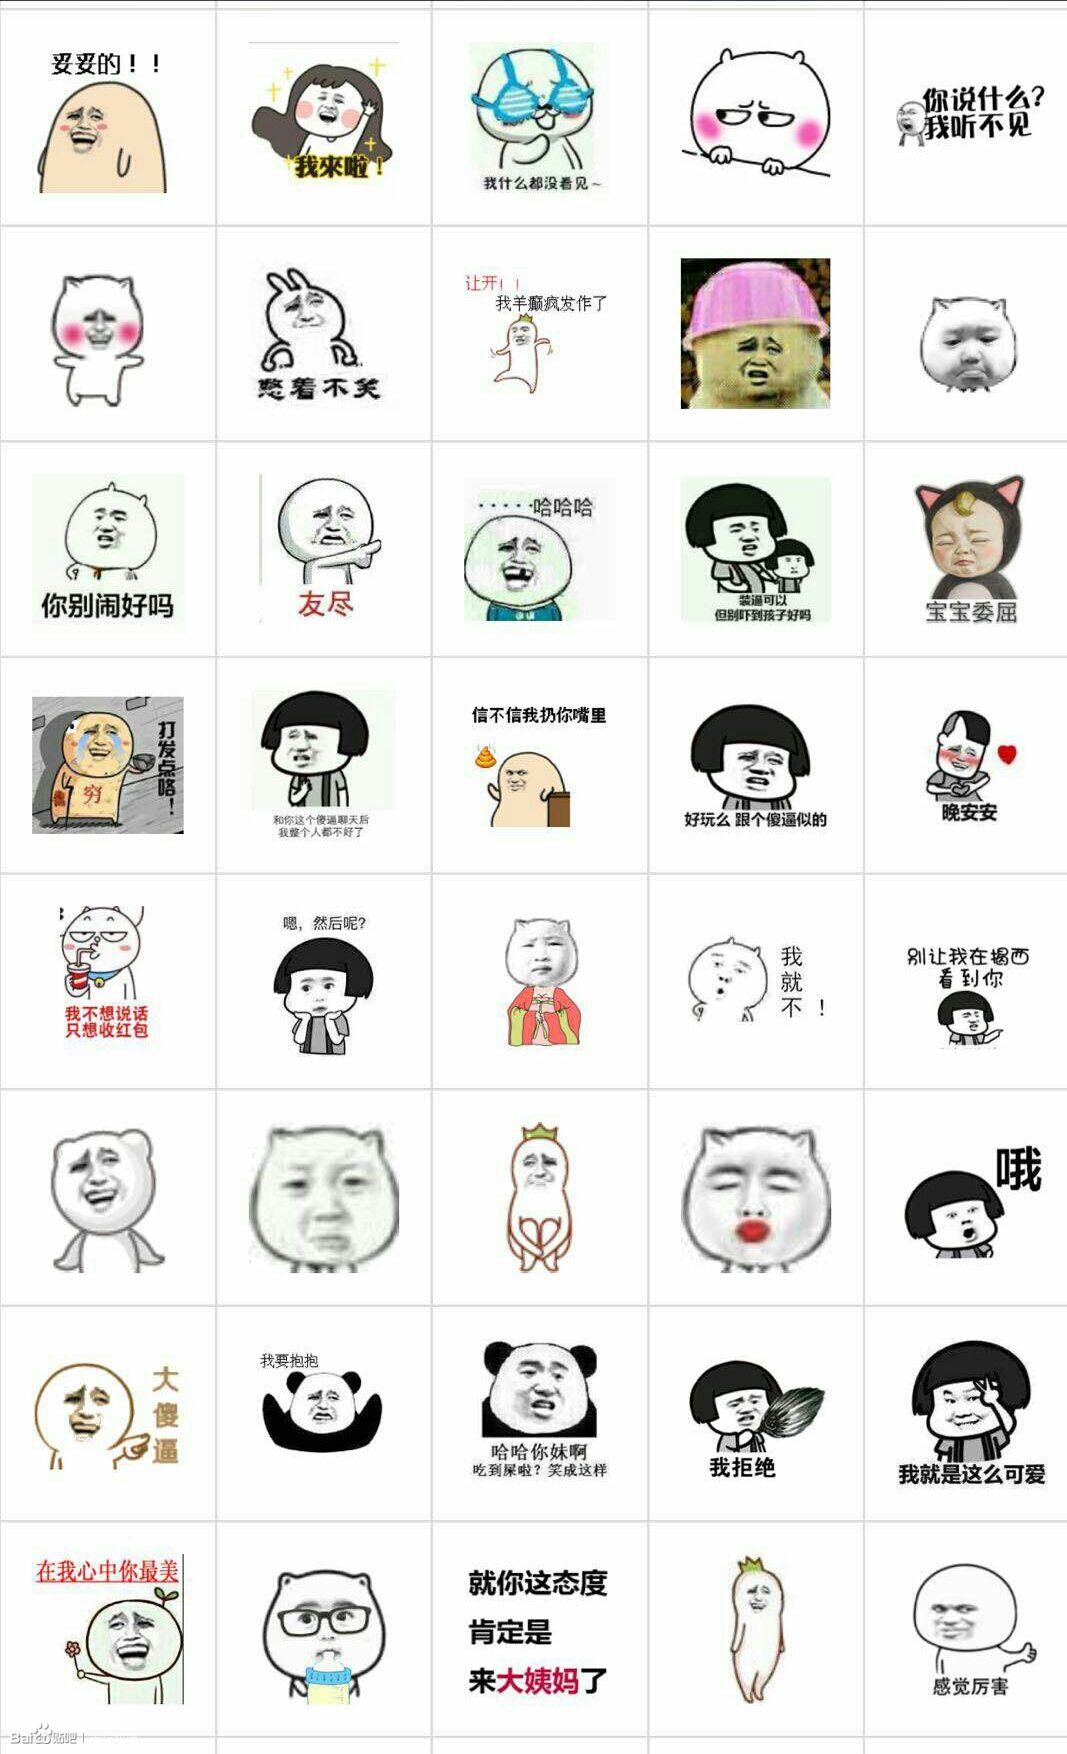 妥妥的！！
我來啦！
我什么都没看见~
你说什么?
我听不见
憋着不笑
让开！！
我羊癫疯发作了
你别闹好吗
友尽
·····哈哈哈
装逼可以
但别吓到孩子好吗
宝宝委屈
打发点咯！
穷
和你这个傻逼聊天后
我整个人都不好了
信不信我扔你嘴里
好玩么 跟个傻逼似的
晚安安
我不想说话
只想收红包
嗯，然后呢?
我就不！
别让我在揭西
看到你
哦
大傻逼
我要抱抱
哈哈你妹啊
吃到屎啦？笑成这样
我拒绝
我就是这么可爱
在我心中你最美
就你这态度
肯定是
来大姨妈了
感觉厉害
Bai 贴吧